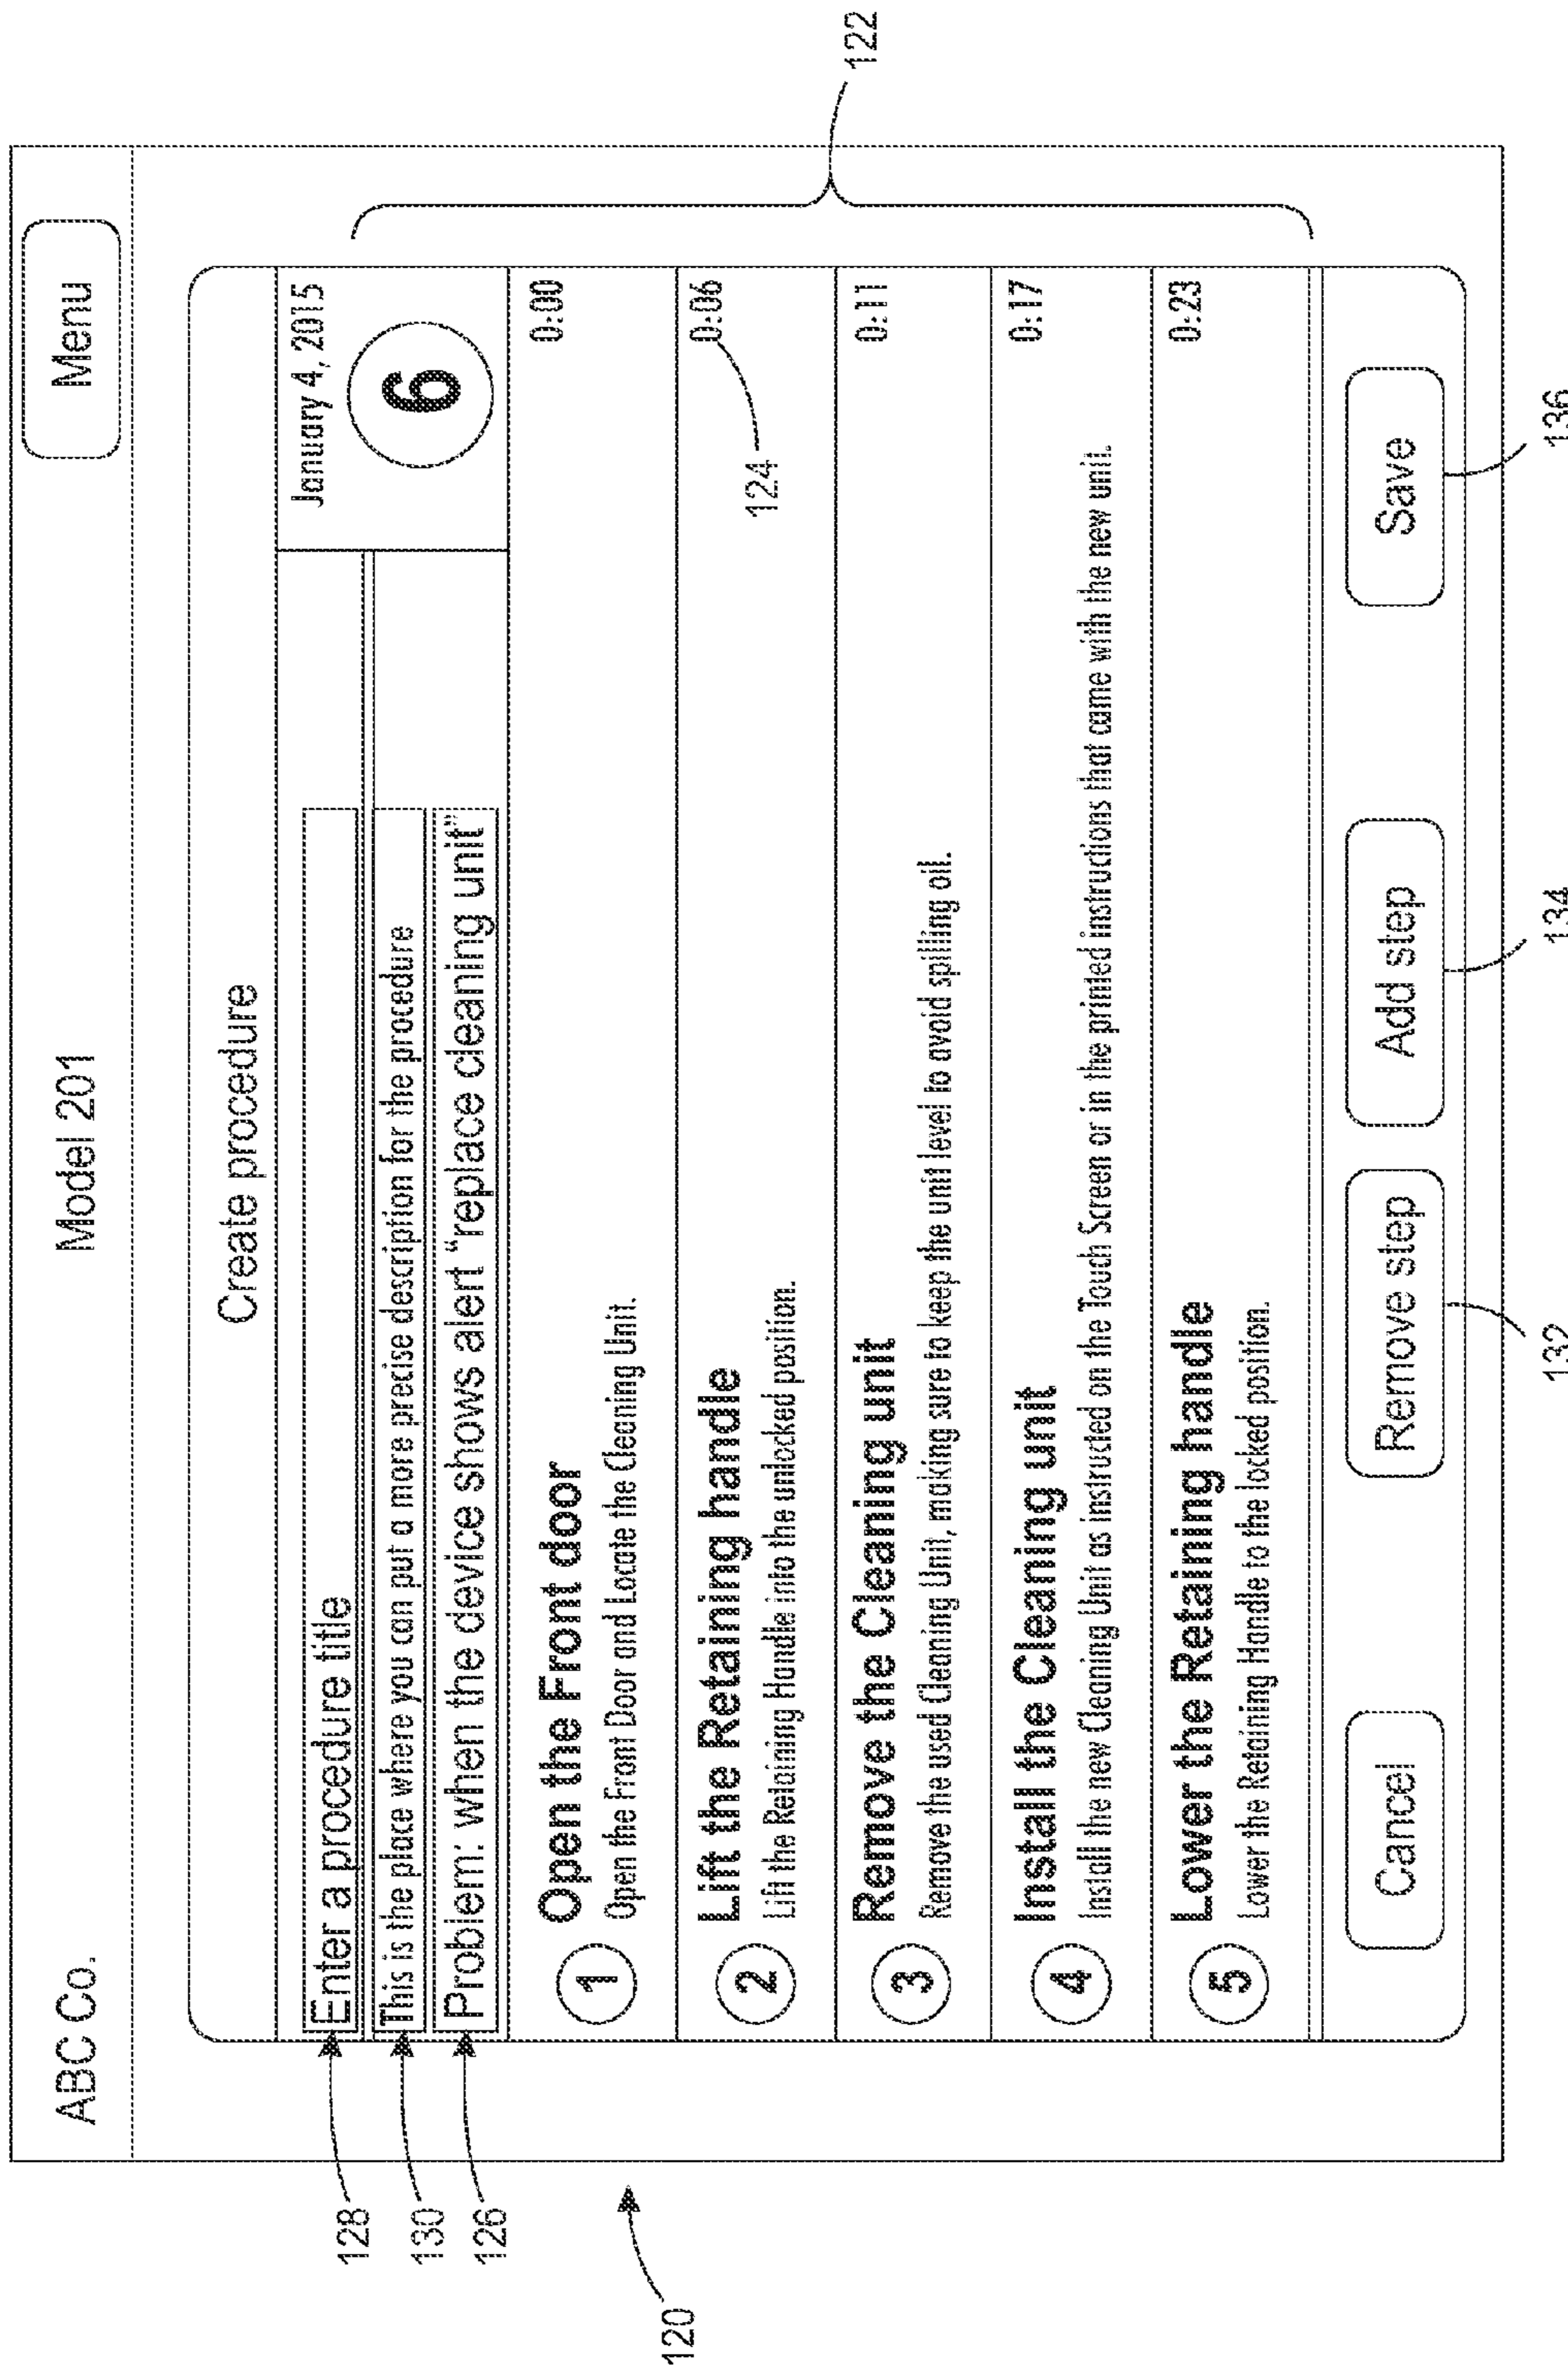 ABC Co.
Model 201
Menu
Create procedure
128
Enter a procedure title
January 4, 2015
130
This is the place where you can put a more precise description for the procedure
6
126
Problem: when the device shows alert “replace cleaning unit”
120
122
1
Open the Front door
0:00
Open the Front Door and Locate the Cleaning Unit.
2
Lift the Retaining handle
0:06
Lift the Retaining Handle into the unlocked position.
124
3
Remove the Cleaning unit
0:11
Remove the used Cleaning Unit, making sure to keep the unit level to avoid spilling oil.
4
Install the Cleaning unit
0:17
Install the new Cleaning Unit as instructed on the Touch Screen or in the printed instructions that came with the new unit.
5
Lower the Retaining handle
0:23
Lower the Retaining Handle to the locked position.
Cancel
Remove step
Add step
Save
132
134
136